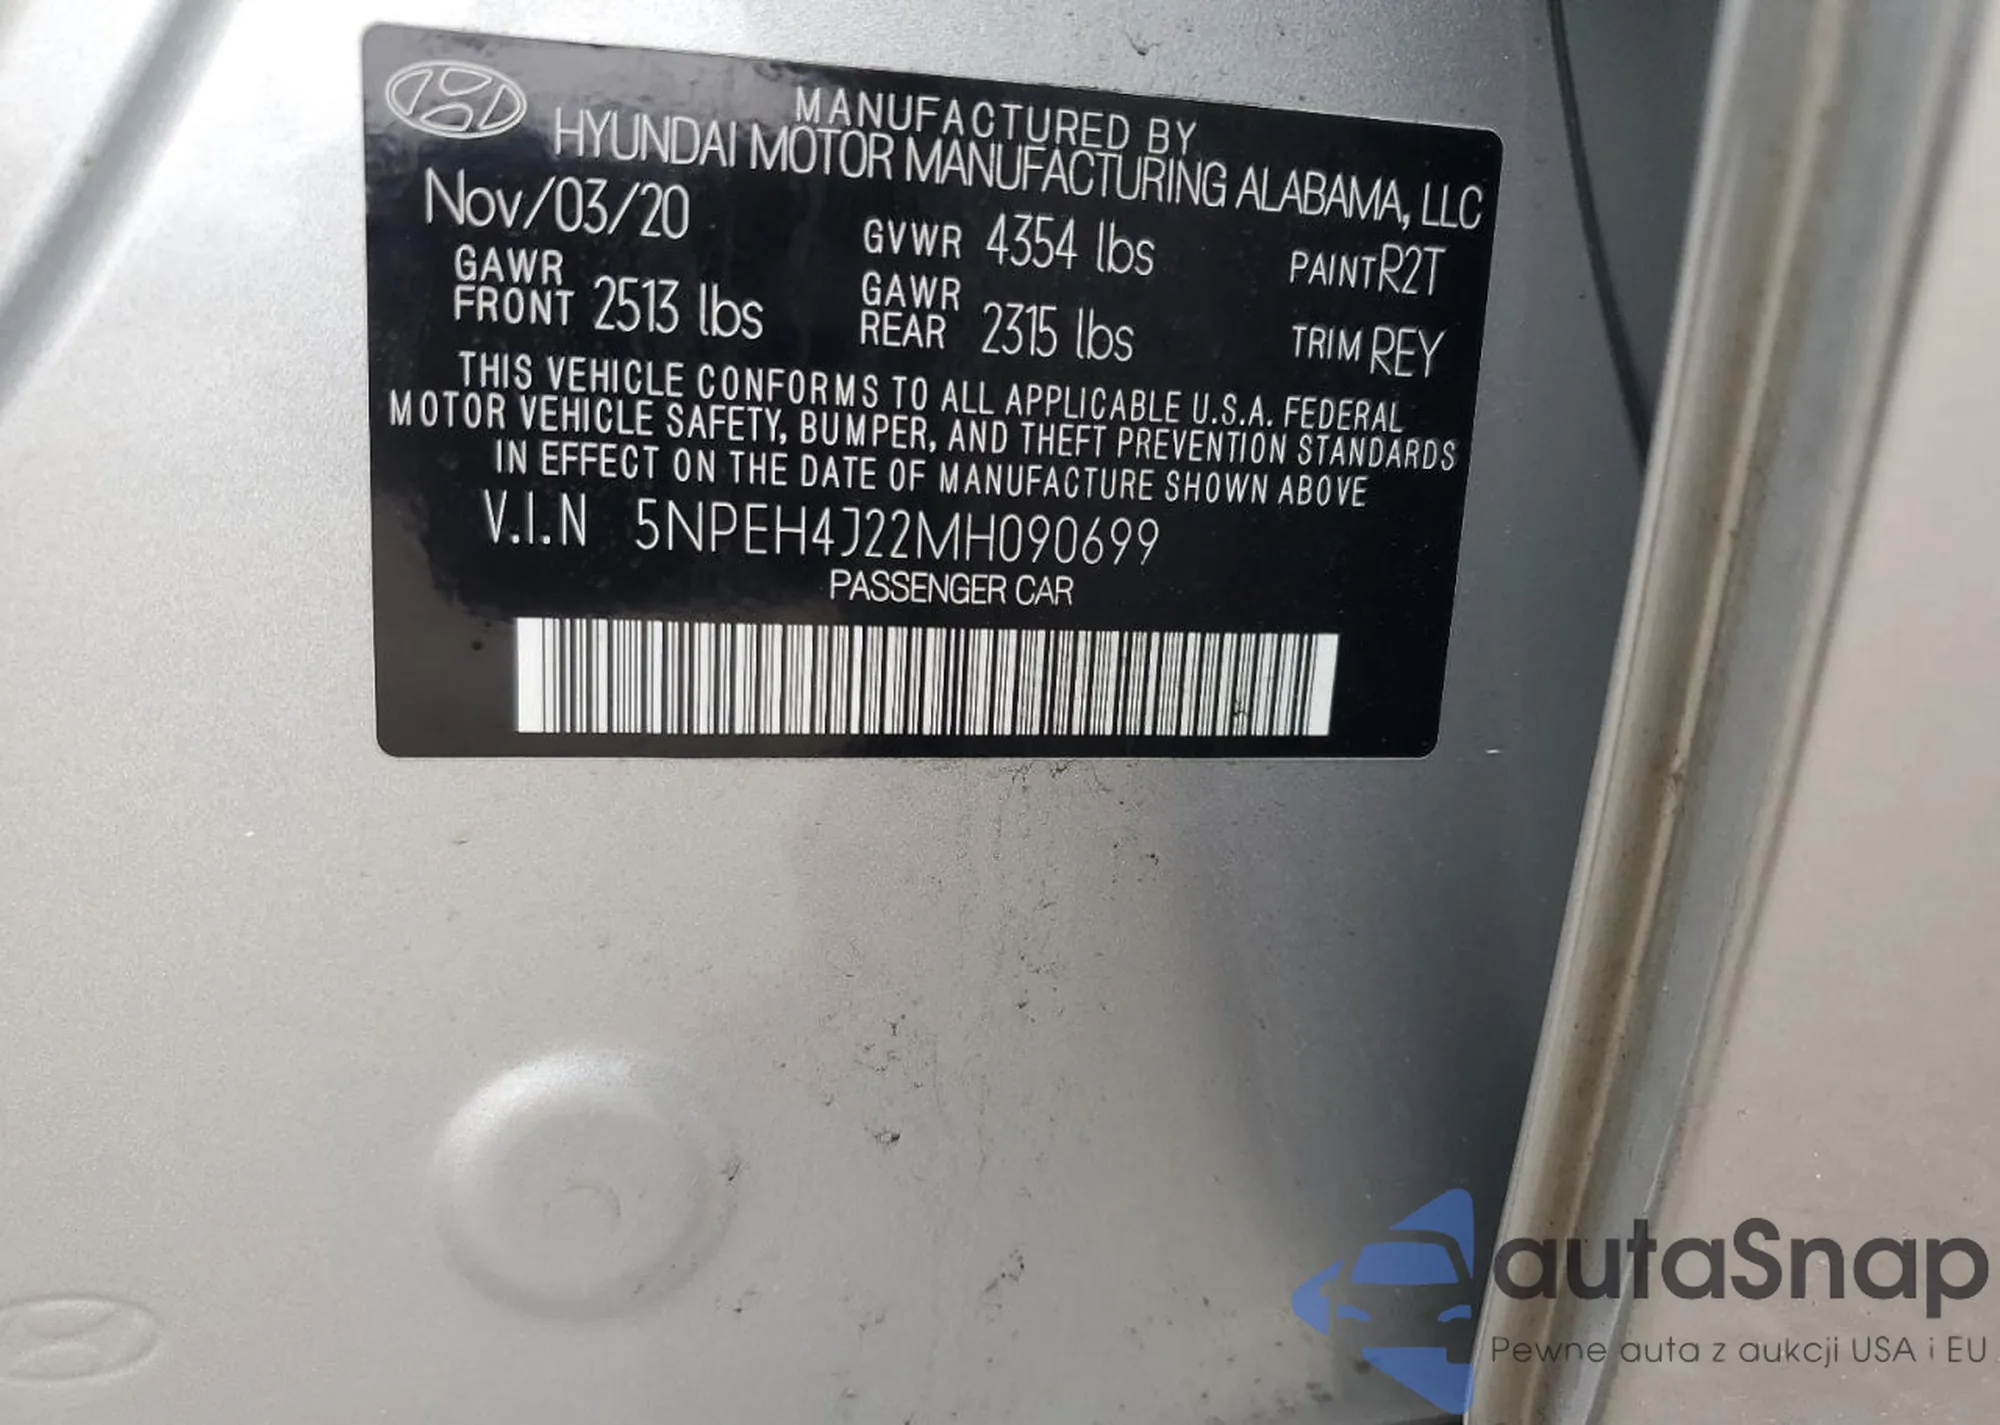 MANUFACTURED BY
HYUNDAI MOTOR MANUFACTURING ALABAMA, LLC
Nov/03/20 GVWR 4354 lbs PAINT R2T
GAWR FRONT 2513 lbs GAWR REAR 2315 lbs TRIM REY
THIS VEHICLE CONFORMS TO ALL APPLICABLE U.S.A. FEDERAL
MOTOR VEHICLE SAFETY, BUMPER, AND THEFT PREVENTION STANDARDS
IN EFFECT ON THE DATE OF MANUFACTURE SHOWN ABOVE
V.I.N 5NPEH4J22MH090699
PASSENGER CAR
autaSnap
Pewne auta z aukcji USA i EU